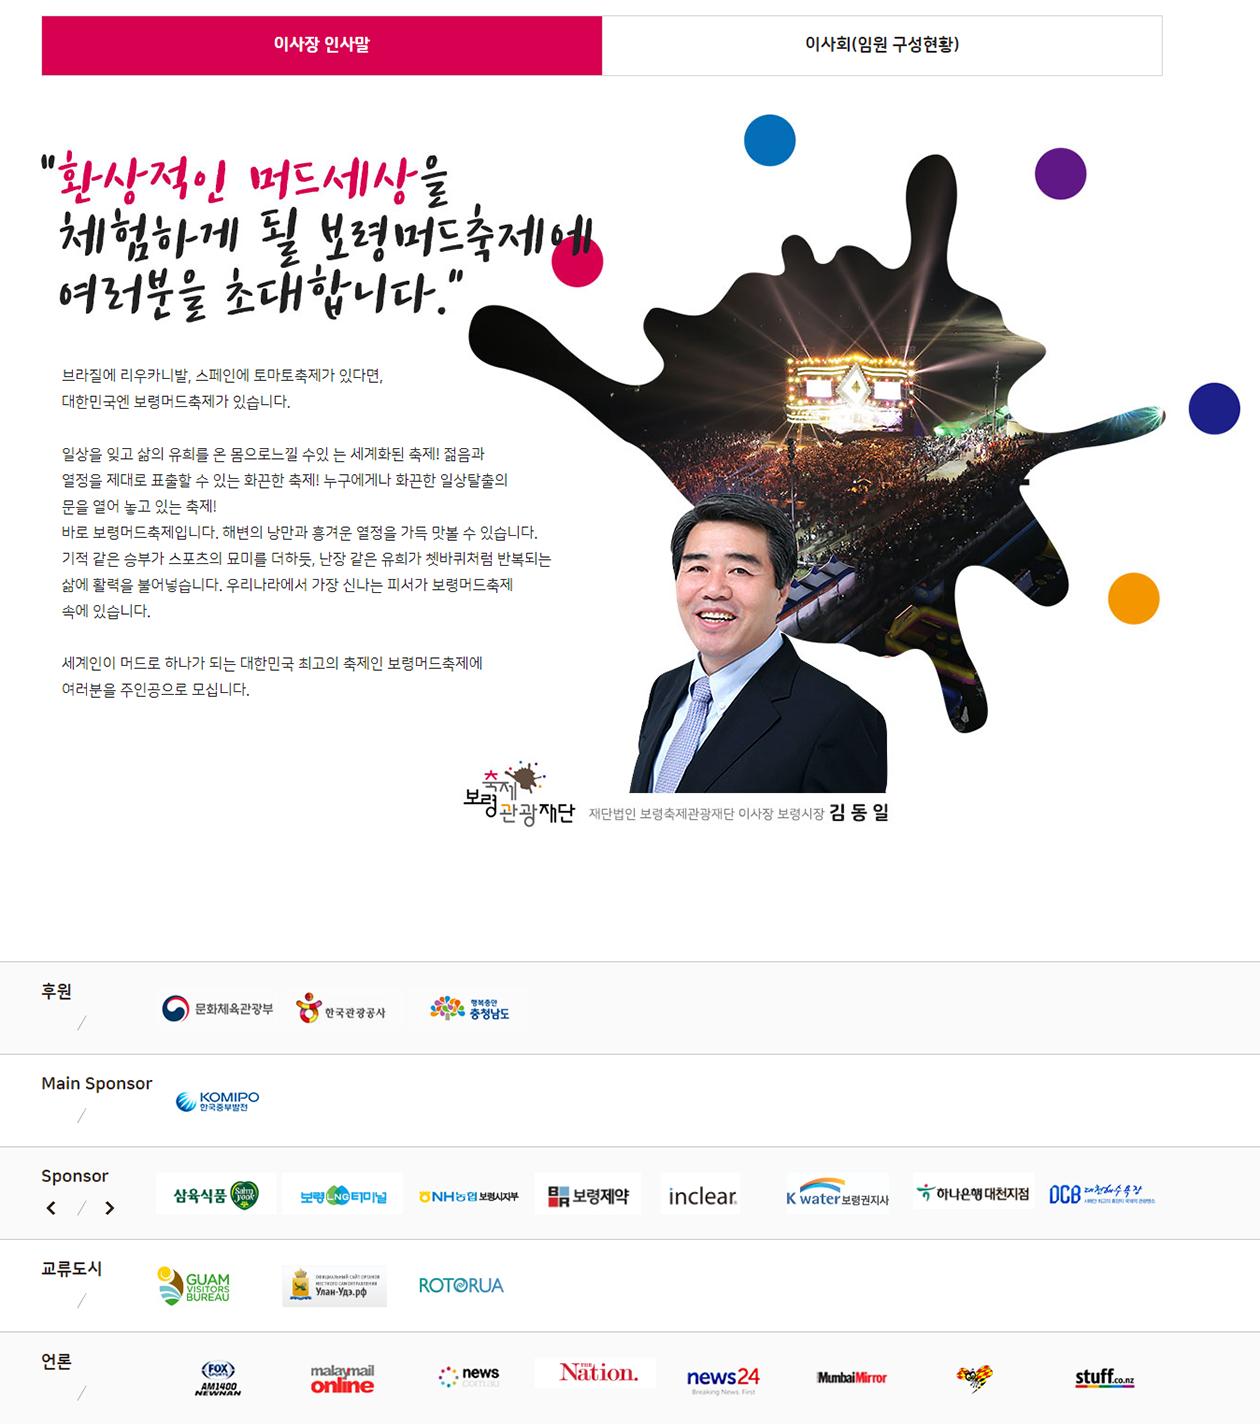 이사장 인사말
이사회(임원 구성현황)
"환상적인 머드세상을
체험하게 될 보령머드축제에
여러분을 초대합니다."
브라질에 리우카니발, 스페인에 토마토축제가 있다면,
대한민국엔 보령머드축제가 있습니다.
일상을 잊고 삶의 유희를 온 몸으로느낄 수있 는 세계화된 축제! 젊음과
열정을 제대로 표출할 수 있는 화끈한 축제! 누구에게나 화끈한 일상탈출의
문을 열어 놓고 있는 축제!
바로 보령머드축제입니다. 해변의 낭만과 흥겨운 열정을 가득 맛볼 수 있습니다.
기적 같은 승부가 스포츠의 묘미를 더하듯, 난장 같은 유희가 쳇바퀴처럼 반복되는
삶에 활력을 불어넣습니다. 우리나라에서 가장 신나는 피서가 보령머드축제
속에 있습니다.
세계인이 머드로 하나가 되는 대한민국 최고의 축제인 보령머드축제에
여러분을 주인공으로 모십니다.
보령축제관광재단
재단법인 보령축제관광재단 이사장 보령시장 김동일
후원
문화체육관광부
한국관광공사
행복충만
충청남도
Main Sponsor
KOMIPO
한국중부발전
Sponsor
삼육식품 Sahm yook
보령LNG터미널
NH농협 보령시지부
BR 보령제약
inclear
K water 보령권지사
하나은행 대천지점
DCB 대천해수욕장
교류도시
GUAM
VISITORS
BUREAU
ОФИЦИАЛЬНЫЙ САЙТ ОРГАНОВ
МЕСТНОГО САМОУПРАВЛЕНИЯ
Улан-Удэ.рф
ROTORUA
언론
FOX
SPORTS
AM1400
NEWNAN
malaymail
online
news
com.au
THE
Nation.
news24
Breaking News. First
MumbaiMirror
stuff.co.nz